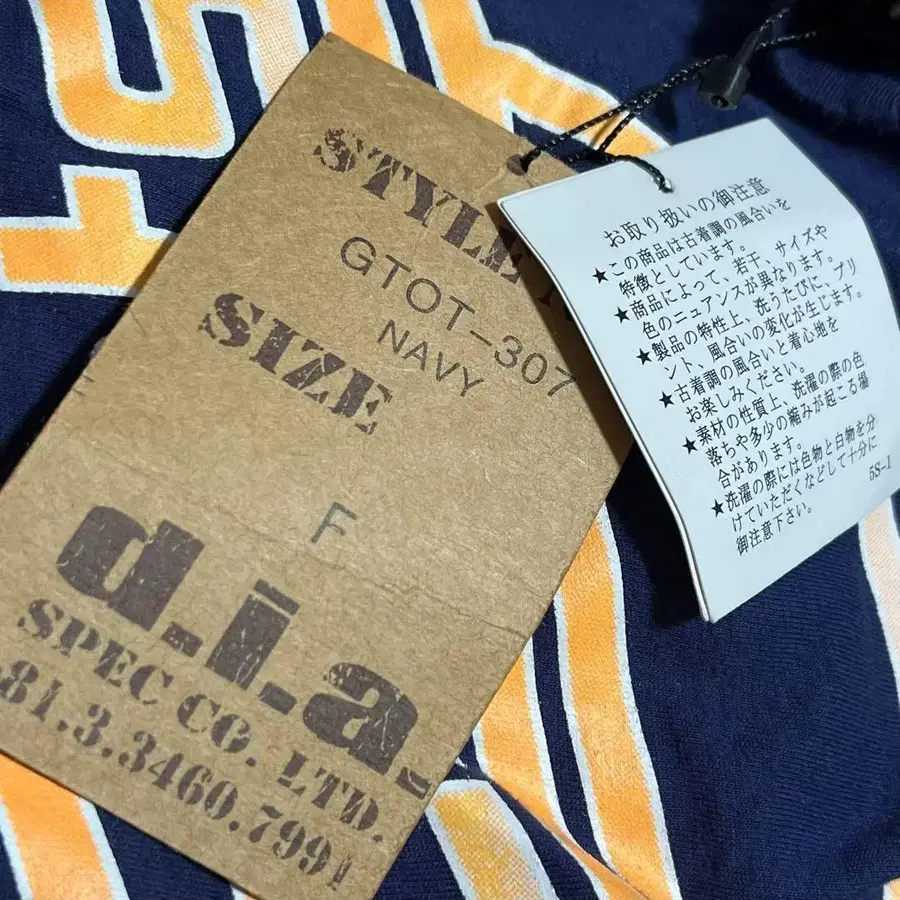 STYLE
GTOT-307
NAVY
SIZE
F
d.i.a.
SPEC CO. LTD.
81.3.3460.7991
お取り扱いの御注意
★この商品は古着調の風合いを
特徴としています。
★商品によって、若干、サイズや
色のニュアンスが異なります。
★製品の特性上、洗うたびに、プリ
ント、風合いの変化が生じます。
★古着調の風合いと着心地を
お楽しみください。
★素材の性質上、洗濯の際の色
落ちや多少の縮みが起こる場
合があります。
★洗濯の際には色物と白物を分
けていただくなどして十分に
御注意下さい。
5S-1